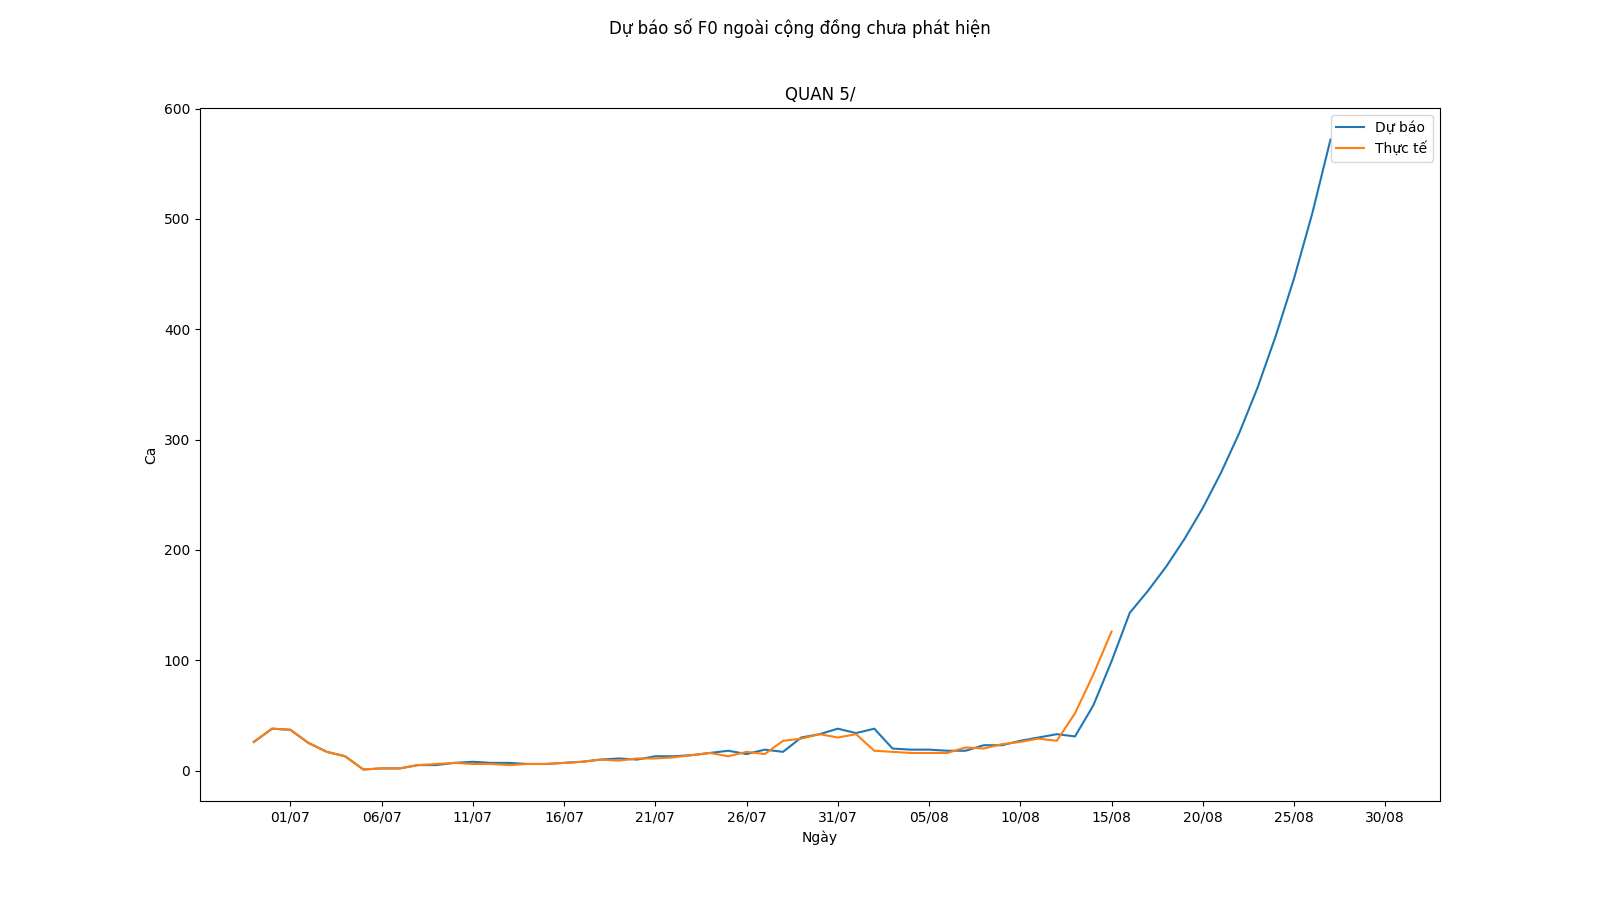 Dự báo số F0 ngoài cộng đồng chưa phát hiện
QUAN 5/
600
500
400
300
200
100
0
Ca
Dự báo
Thực tế
01/07 06/07 11/07 16/07 21/07 26/07 31/07 05/08 10/08 15/08 20/08 25/08 30/08
Ngày